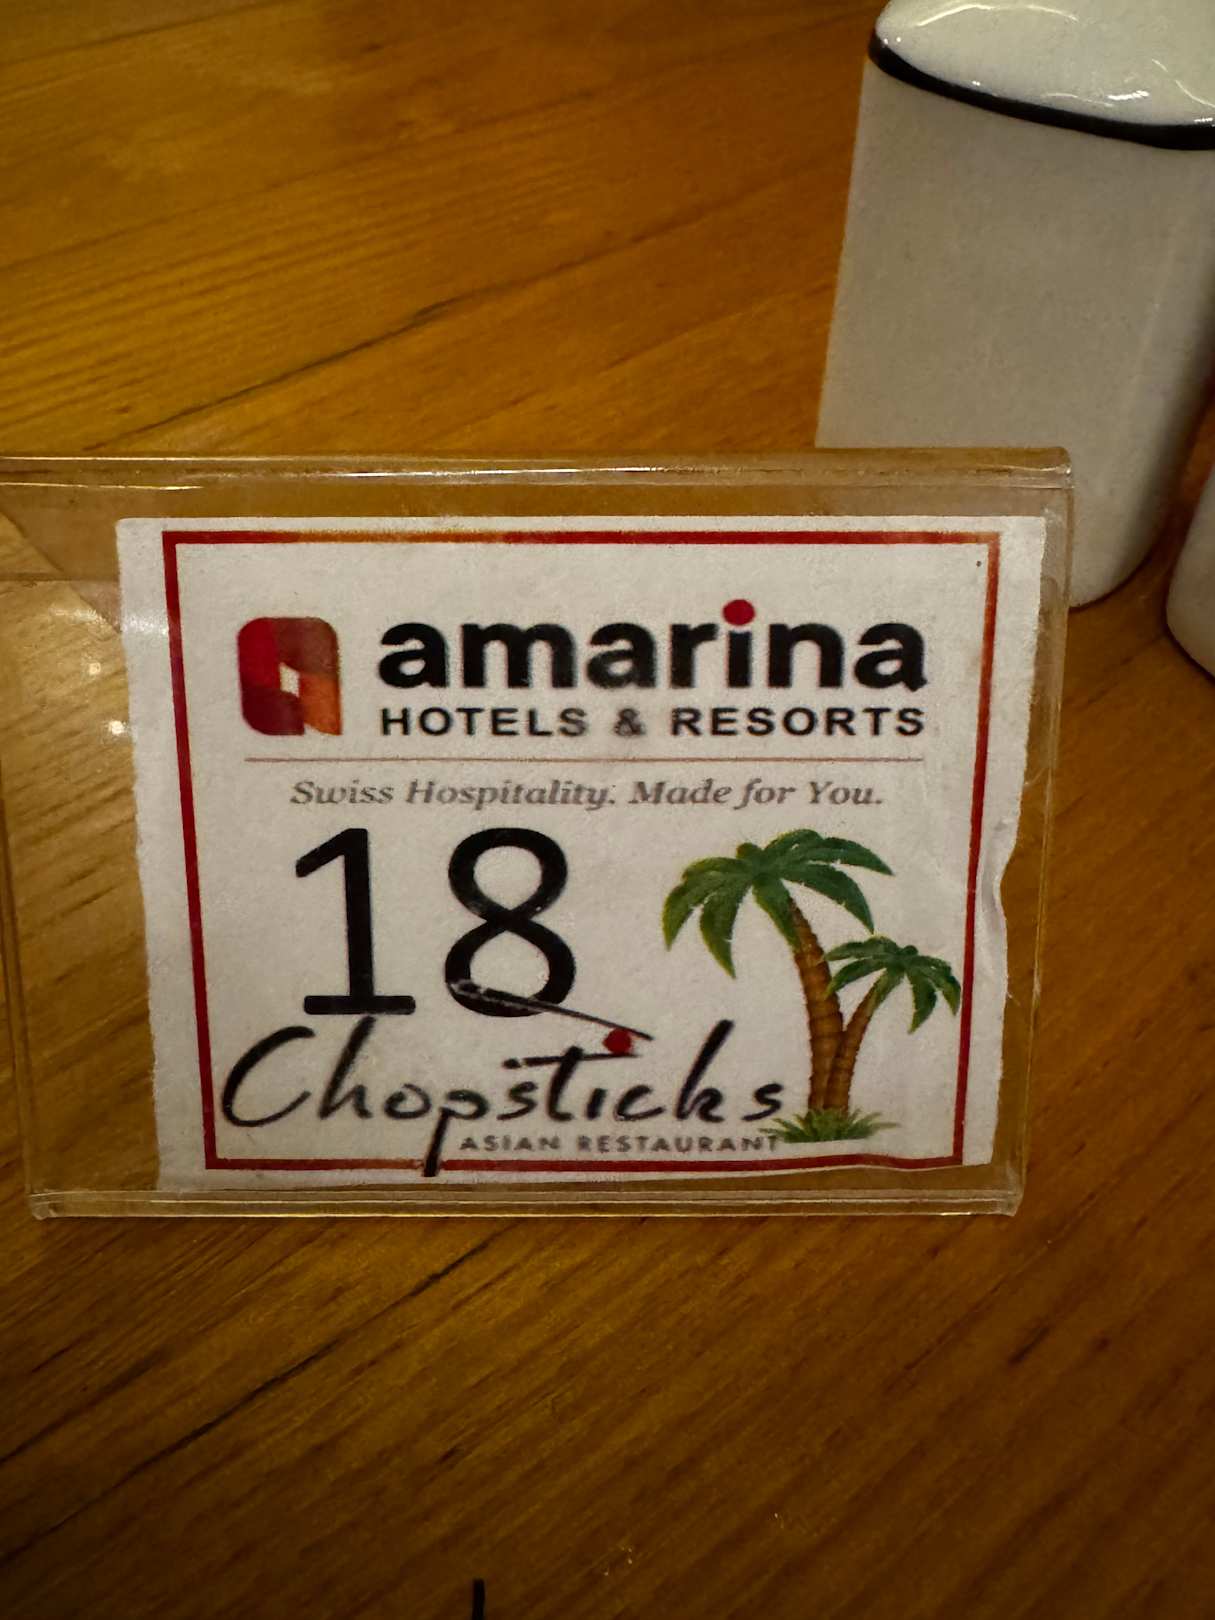 amarina
HOTELS & RESORTS
Swiss Hospitality. Made for You.
18
Chopsticks
ASIAN RESTAURANT